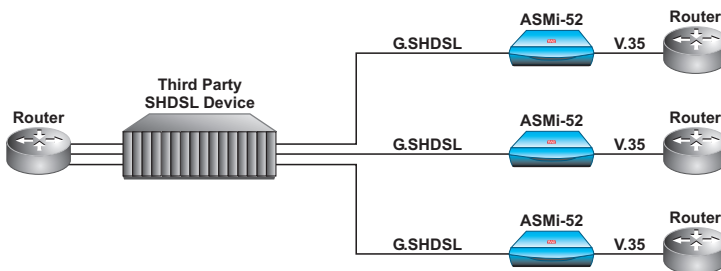 ASMi-52
Router
G.SHDSL
V.35
Third Party
SHDSL Device
Router
ASMi-52
Router
G.SHDSL
V.35
ASMi-52
Router
G.SHDSL
V.35